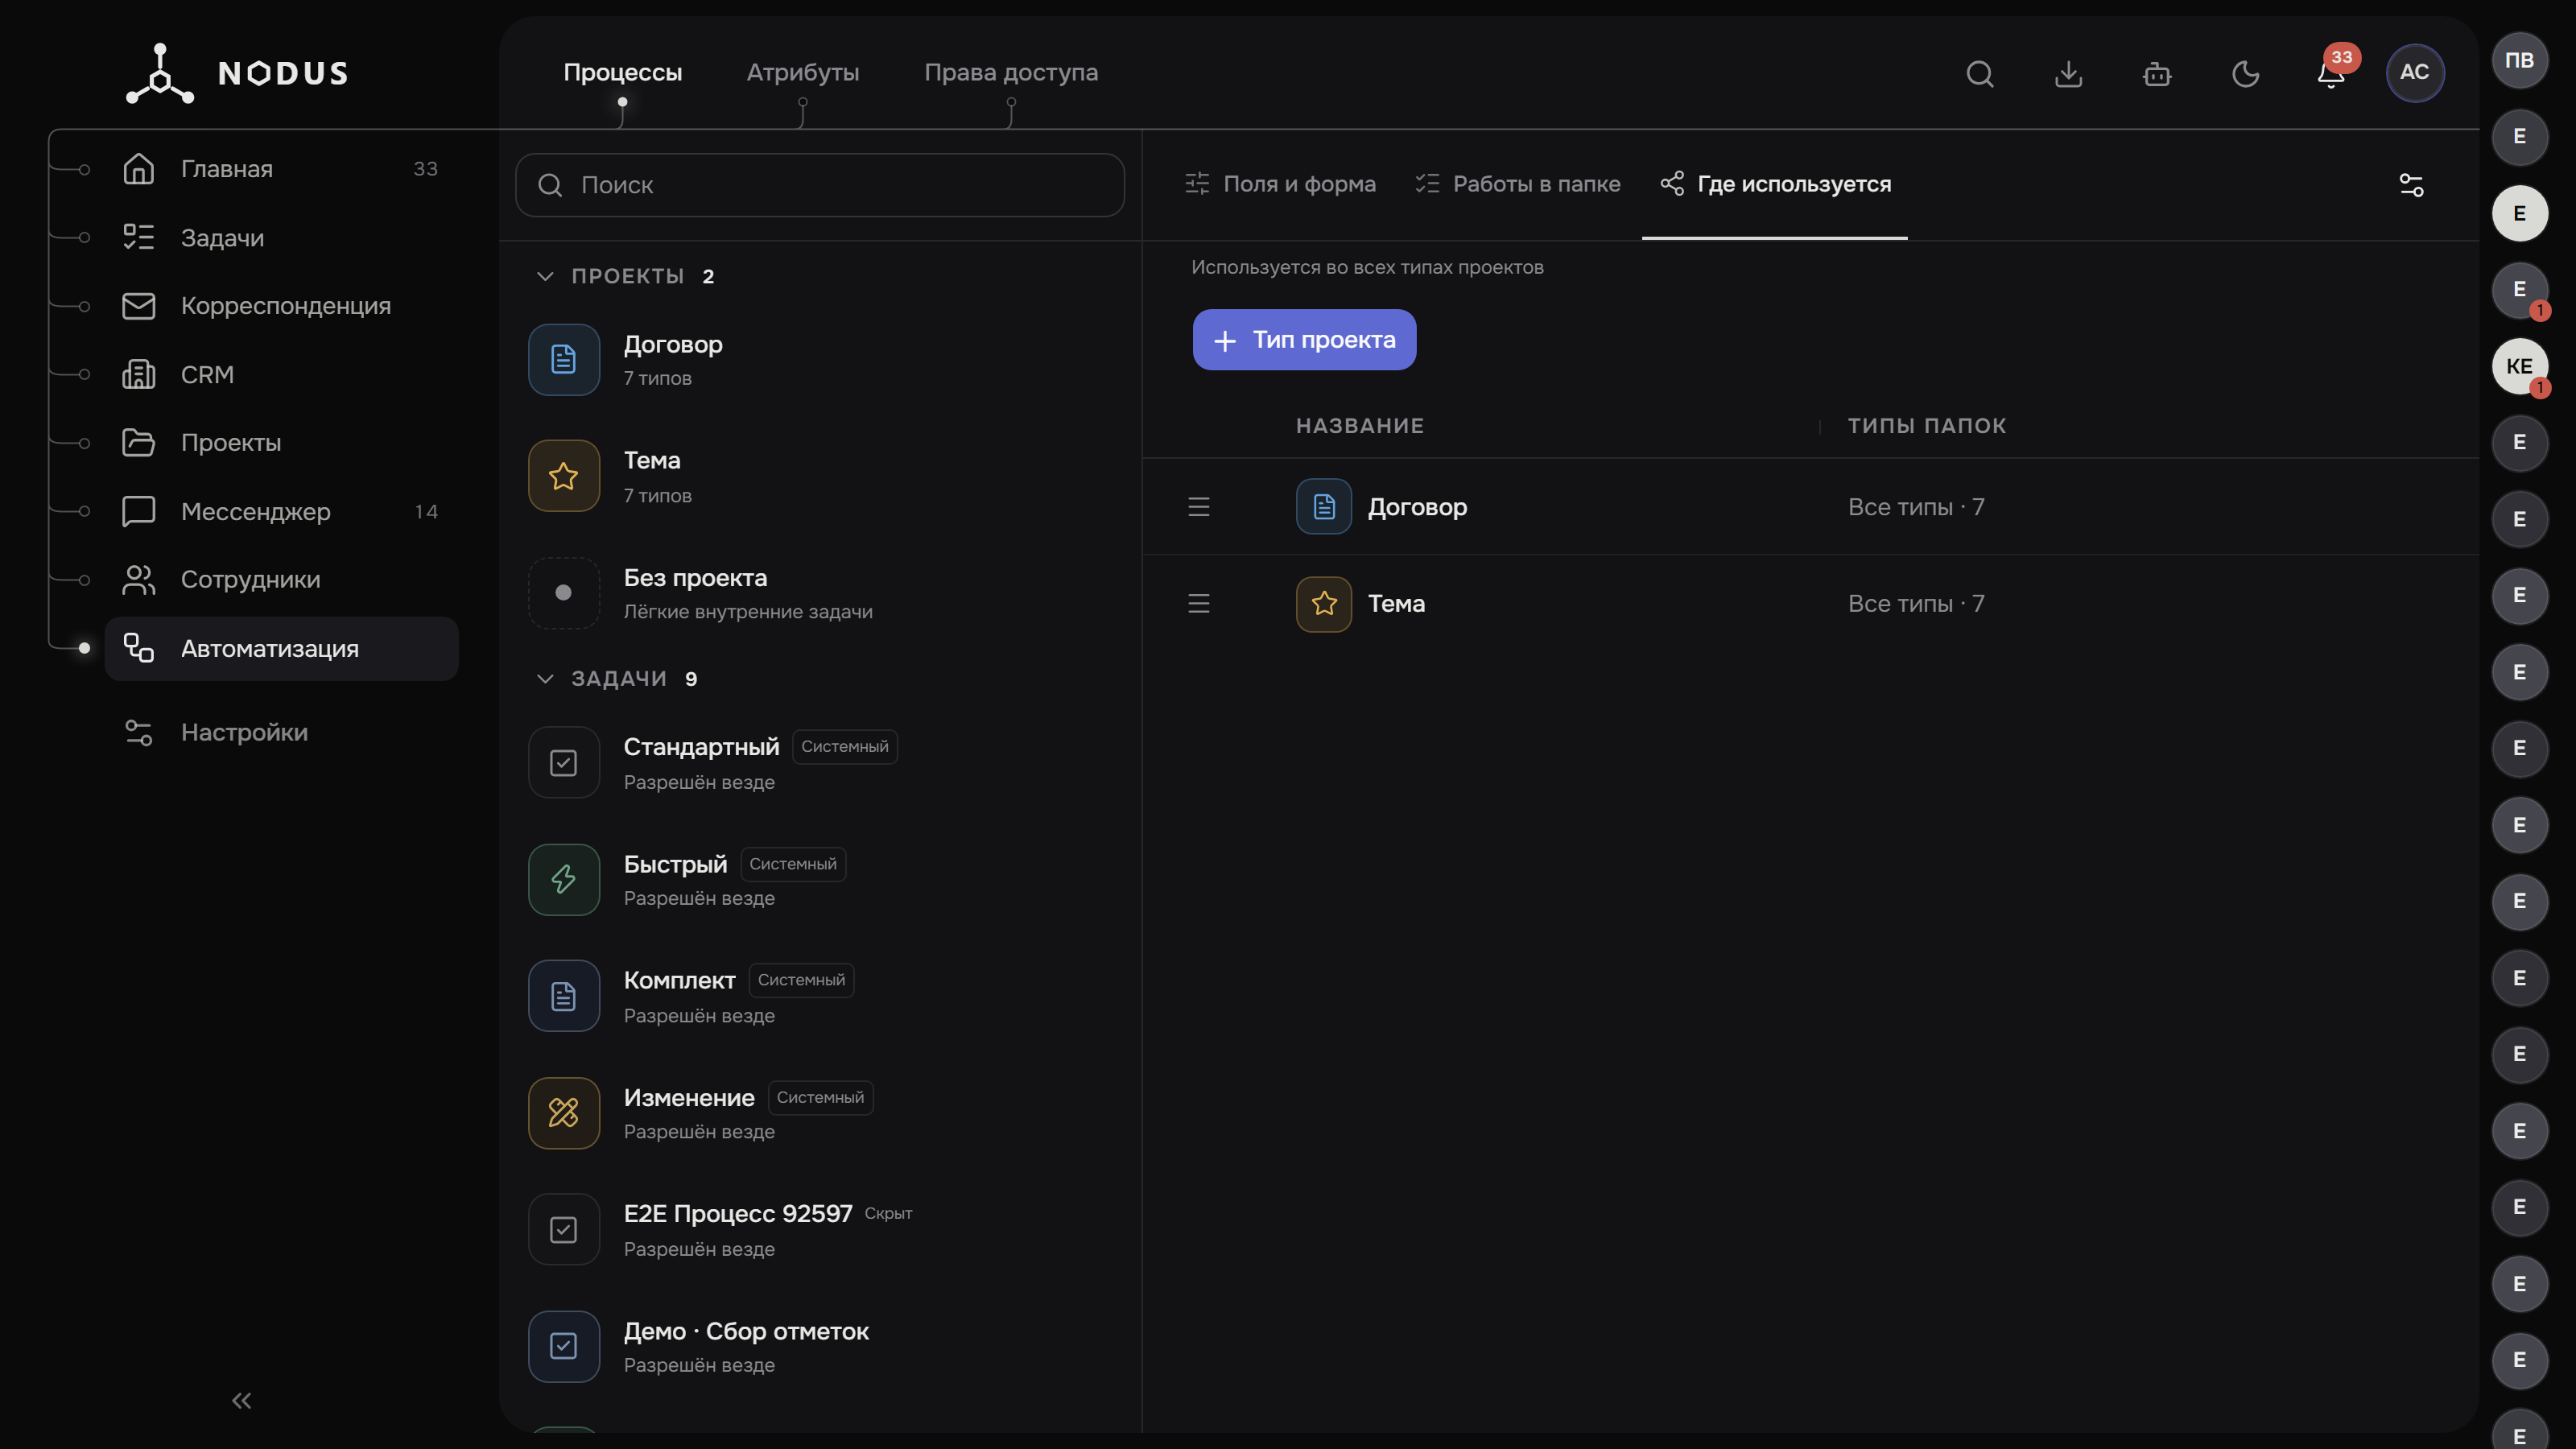 NODUS
Процессы
Атрибуты
Права доступа
33
АС
Главная
33
Задачи
Корреспонденция
CRM
Проекты
Мессенджер
14
Сотрудники
Автоматизация
Настройки
Поиск
ПРОЕКТЫ 2
Договор
7 типов
Тема
7 типов
Без проекта
Лёгкие внутренние задачи
ЗАДАЧИ 9
Стандартный Системный
Разрешён везде
Быстрый Системный
Разрешён везде
Комплект Системный
Разрешён везде
Изменение Системный
Разрешён везде
E2E Процесс 92597 Скрыт
Разрешён везде
Демо · Сбор отметок
Разрешён везде
Поля и форма
Работы в папке
Где используется
Используется во всех типах проектов
Тип проекта
НАЗВАНИЕ
ТИПЫ ПАПОК
Договор
Все типы · 7
Тема
Все типы · 7
ПВ
Е
Е
Е
1
КЕ
1
Е
Е
Е
Е
Е
Е
Е
Е
Е
Е
Е
Е
Е
Е